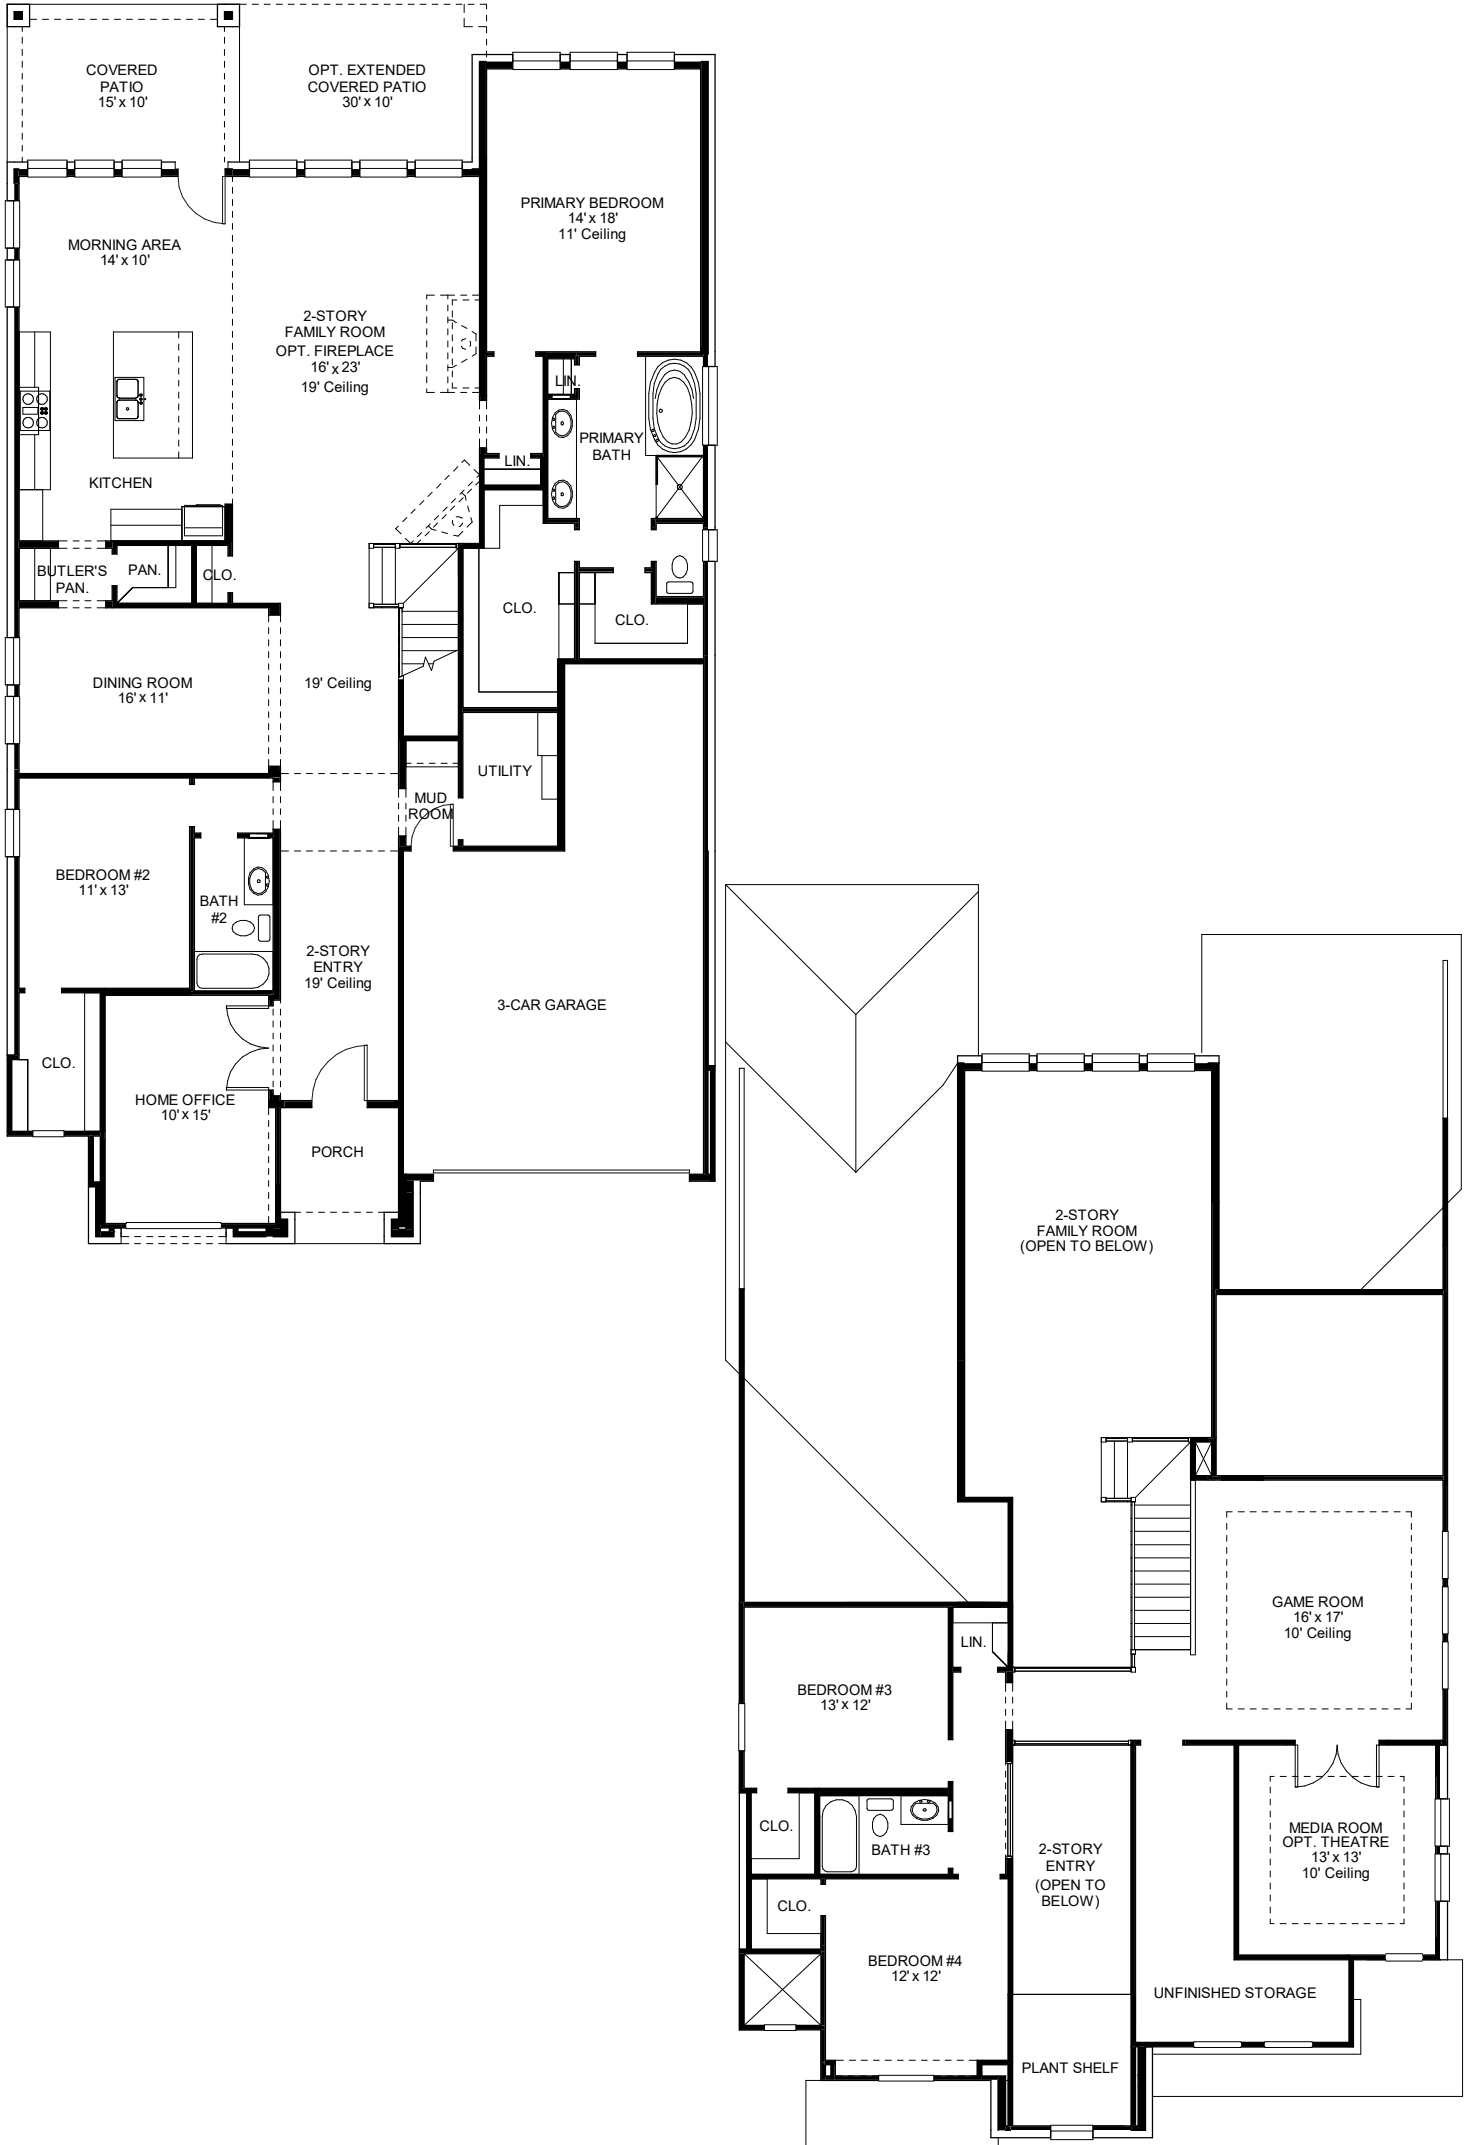 COVERED
PATIO
15' x 10'
OPT. EXTENDED
COVERED PATIO
30' x 10'
PRIMARY BEDROOM
14' x 18'
11' Ceiling
MORNING AREA
14' x 10'
2-STORY
FAMILY ROOM
OPT. FIREPLACE
16' x 23'
19' Ceiling
LIN.
PRIMARY
BATH
LIN.
KITCHEN
BUTLER'S
PAN.
PAN.
CLO.
CLO.
CLO.
DINING ROOM
16' x 11'
19' Ceiling
UTILITY
MUD
ROOM
BEDROOM #2
11' x 13'
BATH
#2
2-STORY
ENTRY
19' Ceiling
3-CAR GARAGE
CLO.
HOME OFFICE
10' x 15'
PORCH
2-STORY
FAMILY ROOM
(OPEN TO BELOW)
GAME ROOM
16' x 17'
10' Ceiling
LIN.
BEDROOM #3
13' x 12'
CLO.
BATH #3
2-STORY
ENTRY
(OPEN TO
BELOW)
MEDIA ROOM
OPT. THEATRE
13' x 13'
10' Ceiling
CLO.
BEDROOM #4
12' x 12'
UNFINISHED STORAGE
PLANT SHELF